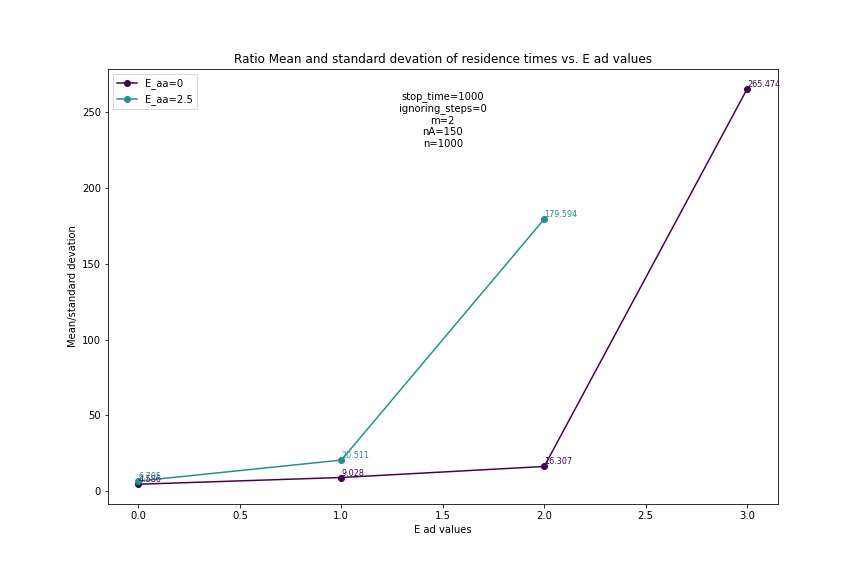 Ratio Mean and standard devation of residence times vs. E ad values
E_aa=0
E_aa=2.5
stop_time=1000
ignoring_steps=0
m=2
nA=150
n=1000
265.474
179.594
20.511
9.028
16.307
Mean/standard devation
250
200
150
100
50
0
0.0
0.5
1.0
1.5
2.0
2.5
3.0
E ad values